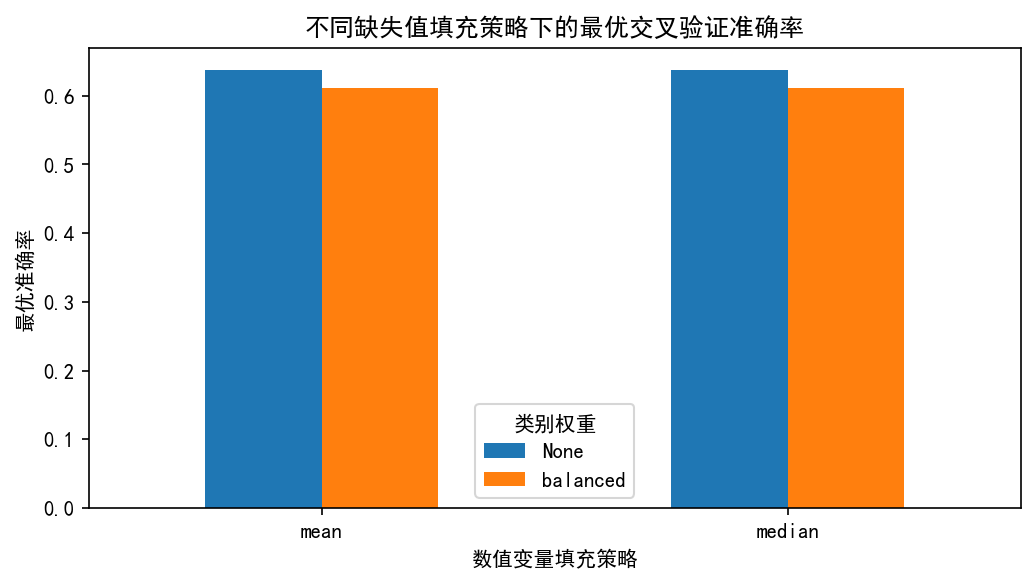 不同缺失值填充策略下的最优交叉验证准确率
最优准确率
0.6
0.5
0.4
0.3
0.2
0.1
0.0
类别权重
None
balanced
mean
median
数值变量填充策略